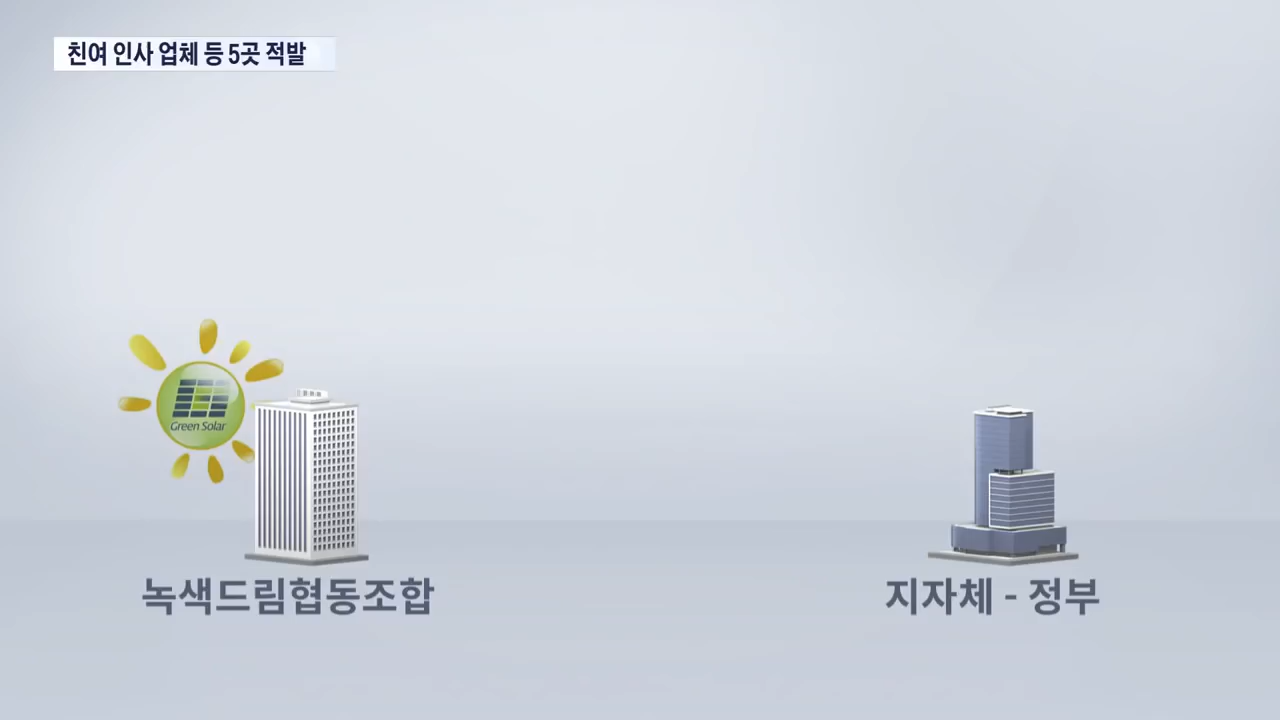 친여 인사 업체 등 5곳 적발
Green Solar
녹색드림협동조합
지자체 - 정부